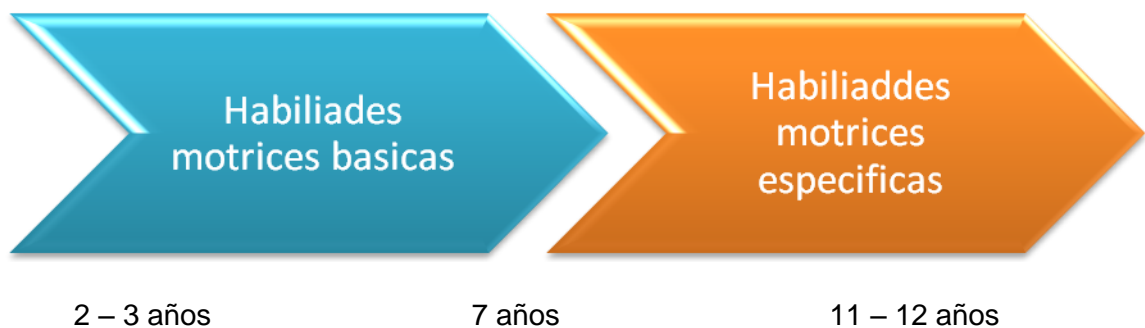 Habiliades
motrices basicas
Habiliaddes
motrices
especificas
2 – 3 años
7 años
11 – 12 años